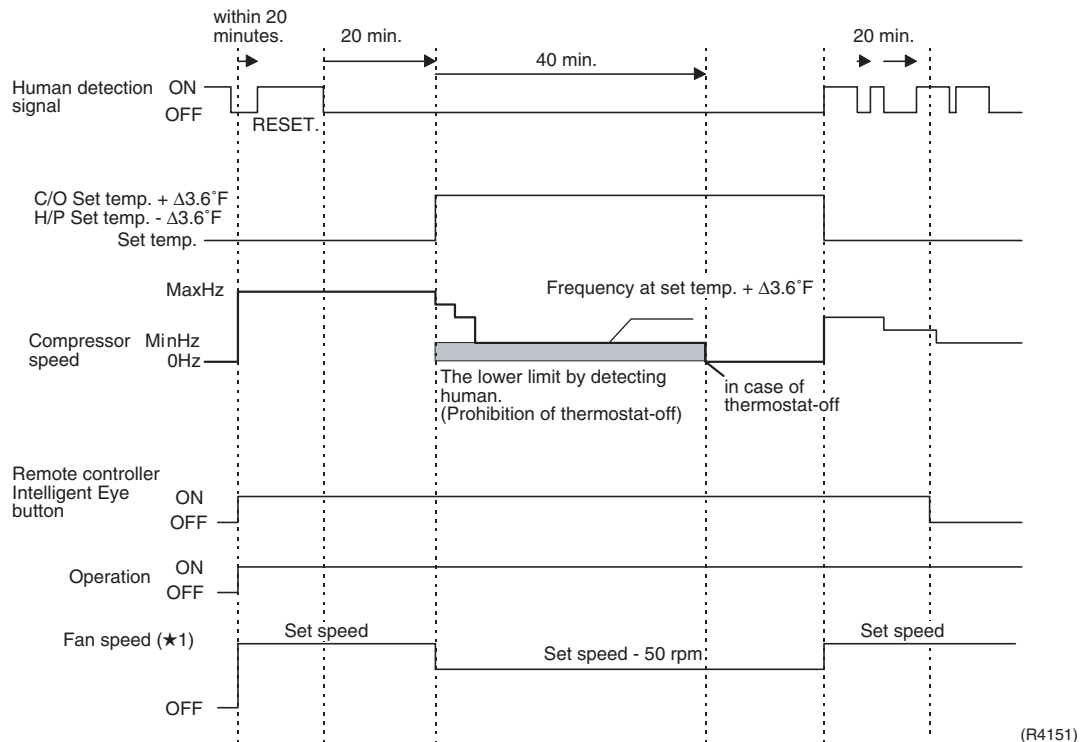 within 20
minutes.
20 min.
40 min.
20 min.
Human detection
signal
ON
OFF
RESET.
C/O Set temp. + Δ3.6˚F
H/P Set temp. - Δ3.6˚F
Set temp.
MaxHz
Frequency at set temp. + Δ3.6˚F
Compressor
speed
MinHz
0Hz
The lower limit by detecting
human.
(Prohibition of thermostat-off)
in case of
thermostat-off
Remote controller
Intelligent Eye
button
ON
OFF
Operation
ON
OFF
Fan speed (★1)
Set speed
Set speed - 50 rpm
Set speed
OFF
(R4151)